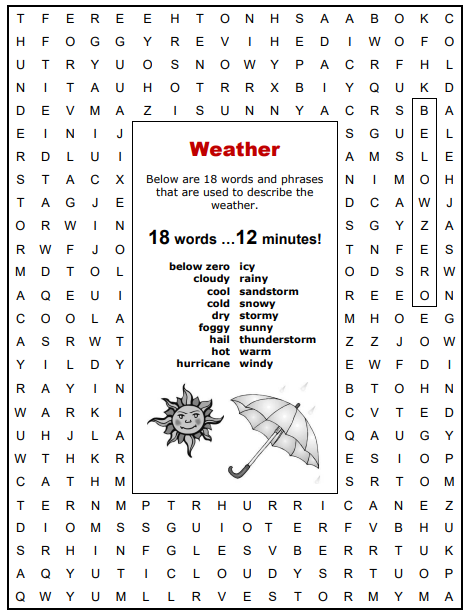 T F E R E E H T O N H S A A B O K C
H F O G G Y R E V I H E D I W O F O
U T R Y U O S N O W Y P A C R F H L
N I T A U H O T R R X B I Y Q U K D
D E V M A Z I S U N N Y A C R S B A
E I N I J S G U E L
R D L U I A M S L E
S T A C X N I M O H
T A G J E D C A W J
O R W I N S G Y Z A
R W F J O T N F E S
M D T O L O D S R W
A Q E U I R E E O N
C O O L A M H O E G
A S R W T Z Z J O W
Y I L D Y E W F D I
R A Y I N B T O H N
W A R K I C V T E D
U H J L A Q A U G Y
W T H K R E S I O P
C A T H M S R T O M
T E R N M P T R H U R R I C A N E Z
D I O M S S G U I O T E R F V B H U
S R H I N F G L E S V B E R R T U K
A Q Y U T I C L O U D Y S R T U O P
Q W Y U M L L R V E S T O R M Y M A
Weather
Below are 18 words and phrases
that are used to describe the
weather.
18 words ...12 minutes!
below zero icy
cloudy rainy
cool sandstorm
cold snowy
dry stormy
foggy sunny
hail thunderstorm
hot warm
hurricane windy